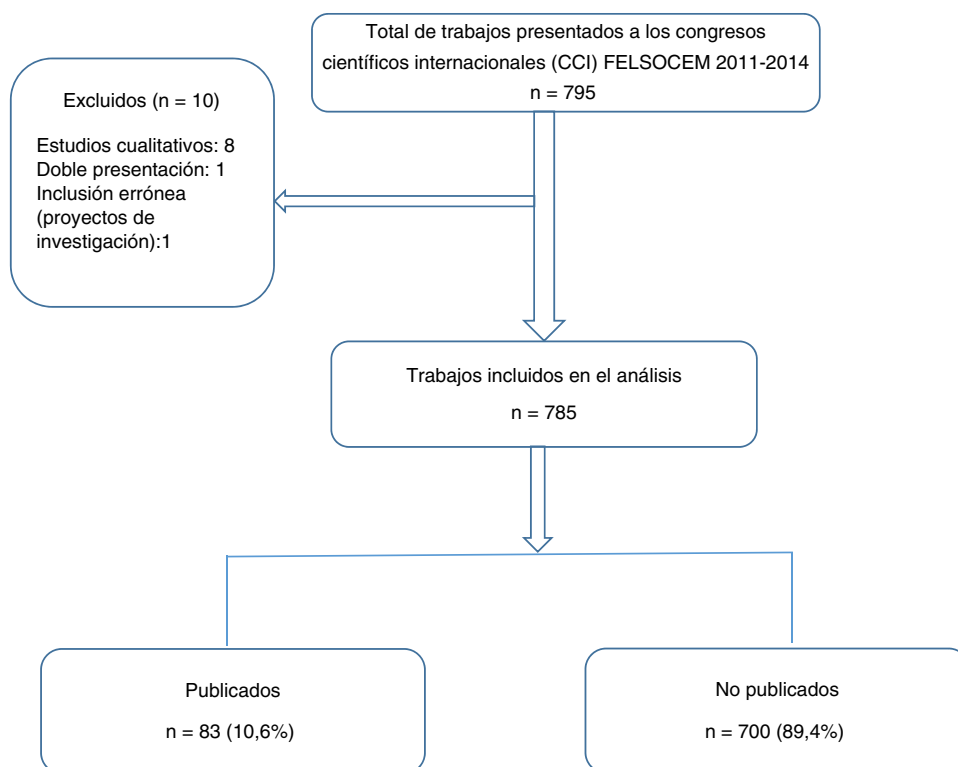 Total de trabajos presentados a los congresos
científicos internacionales (CCI) FELSOCEM 2011-2014
n = 795
Excluidos (n = 10)
Estudios cualitativos: 8
Doble presentación: 1
Inclusión errónea
(proyectos de
investigación):1
Trabajos incluidos en el análisis
n = 785
Publicados
n = 83 (10,6%)
No publicados
n = 700 (89,4%)